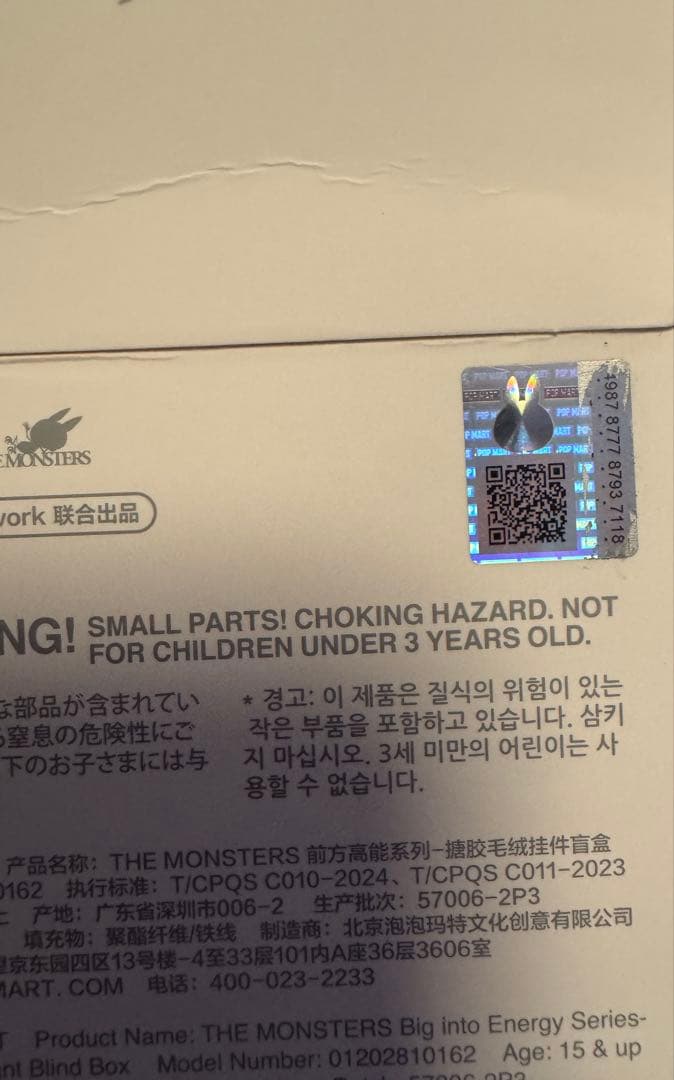 THE MONSTERS
work 联合出品
POP MART
4987 8777 8793 7118
NG! SMALL PARTS! CHOKING HAZARD. NOT
FOR CHILDREN UNDER 3 YEARS OLD.
な部品が含まれてい
る窒息の危険性にご
下のお子さまには与
* 경고: 이 제품은 질식의 위험이 있는
작은 부품을 포함하고 있습니다. 삼키
지 마십시오. 3세 미만의 어린이는 사
용할 수 없습니다.
产品名称: THE MONSTERS 前方高能系列-搪胶毛绒挂件盲盒
0162 执行标准: T/CPQS C010-2024、T/CPQS C011-2023
产地: 广东省深圳市006-2 生产批次: 57006-2P3
填充物: 聚酯纤维/铁线 制造商: 北京泡泡玛特文化创意有限公司
京东园四区13号楼-4至33层101内A座36层3606室
MART.COM 电话: 400-023-2233
Product Name: THE MONSTERS Big into Energy Series-
nt Blind Box Model Number: 01202810162 Age: 15 & up